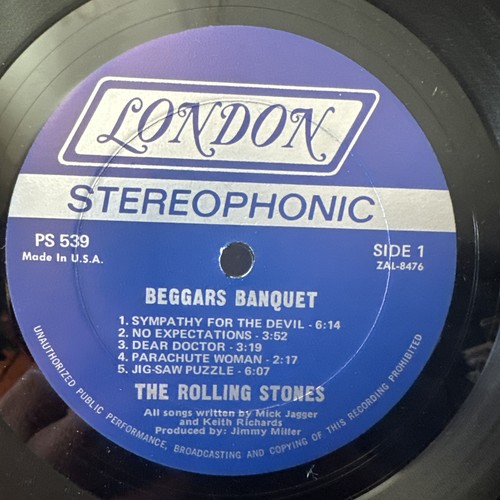 LONDON
STEREOPHONIC
PS 539
Made In U.S.A.
SIDE 1
ZAL-8476
BEGGARS BANQUET
1. SYMPATHY FOR THE DEVIL - 6:14
2. NO EXPECTATIONS - 3:52
3. DEAR DOCTOR - 3:19
4. PARACHUTE WOMAN - 2:17
5. JIG-SAW PUZZLE - 6:07
THE ROLLING STONES
All songs written by Mick Jagger
and Keith Richards
Produced by: Jimmy Miller
UNAUTHORIZED PUBLIC PERFORMANCE, BROADCASTING AND COPYING OF THIS RECORDING PROHIBITED